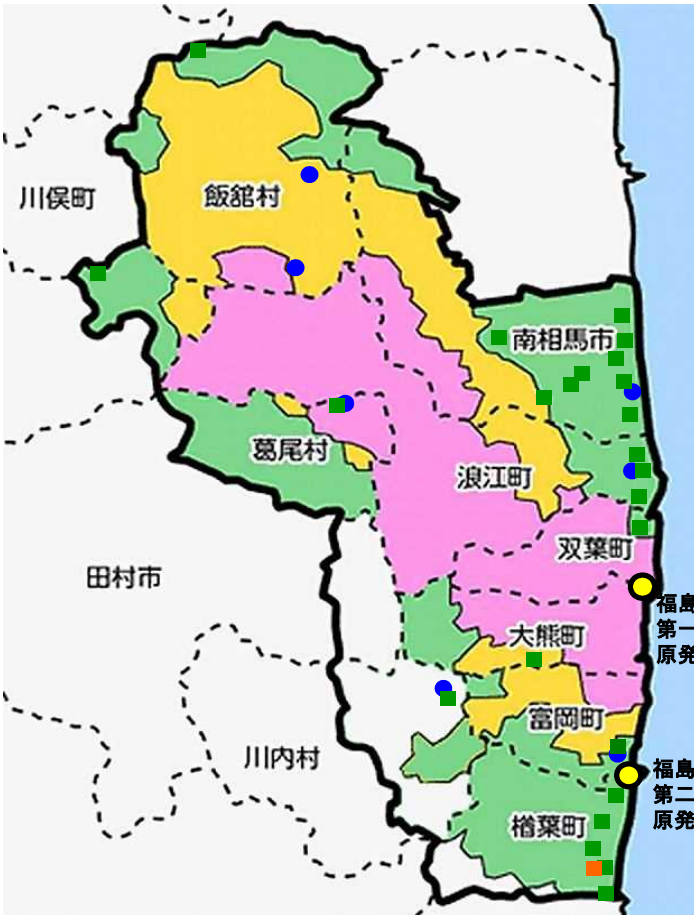 川俣町
飯舘村
南相馬市
葛尾村
浪江町
双葉町
田村市
福島
第一
原発
大熊町
富岡町
川内村
福島
第二
原発
楢葉町